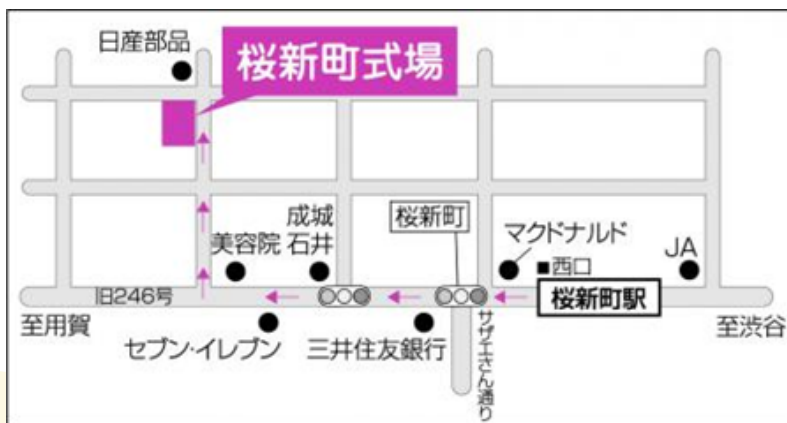 日産部品
桜新町式場
成城
石井
美容院
桜新町
マクドナルド
■西口
JA
旧246号
桜新町駅
至用賀
至渋谷
セブン・イレブン
三井住友銀行
サザエさん通り